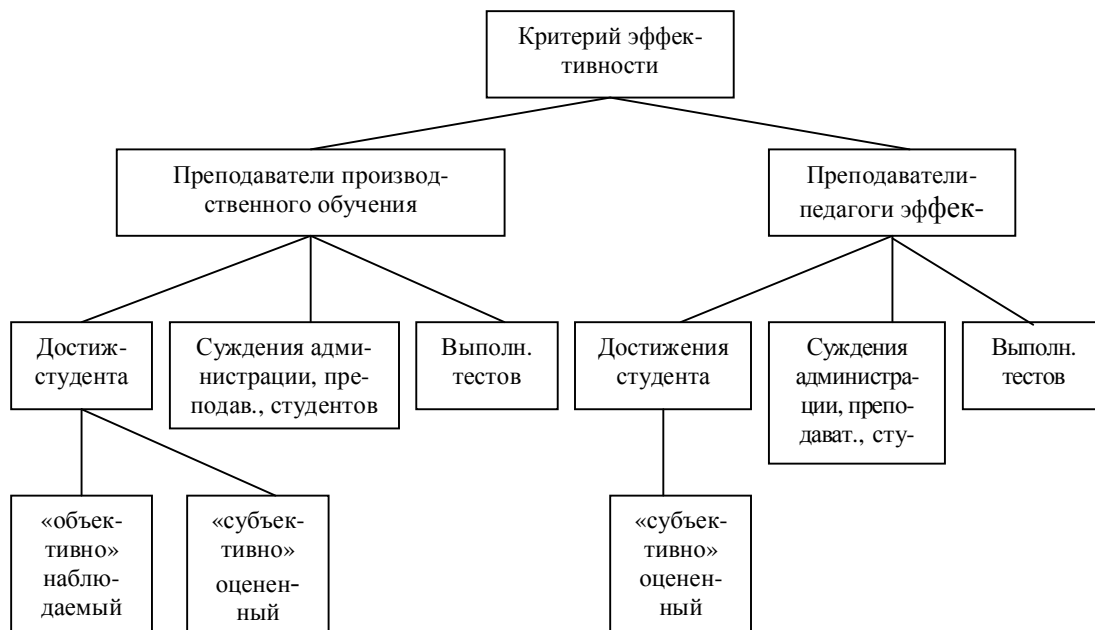 Критерий эффек-
тивности
Преподаватели производ-
ственного обучения
Преподаватели-
педагоги эффек-
Достиж-
студента
Суждения адми-
нистрации, пре-
подав., студентов
Выполн.
тестов
Достижения
студента
Суждения
администра-
ции, препо-
дават., сту-
Выполн.
тестов
«объек-
тивно»
наблю-
даемый
«субъек-
тивно»
оценен-
ный
«субъек-
тивно»
оценен-
ный